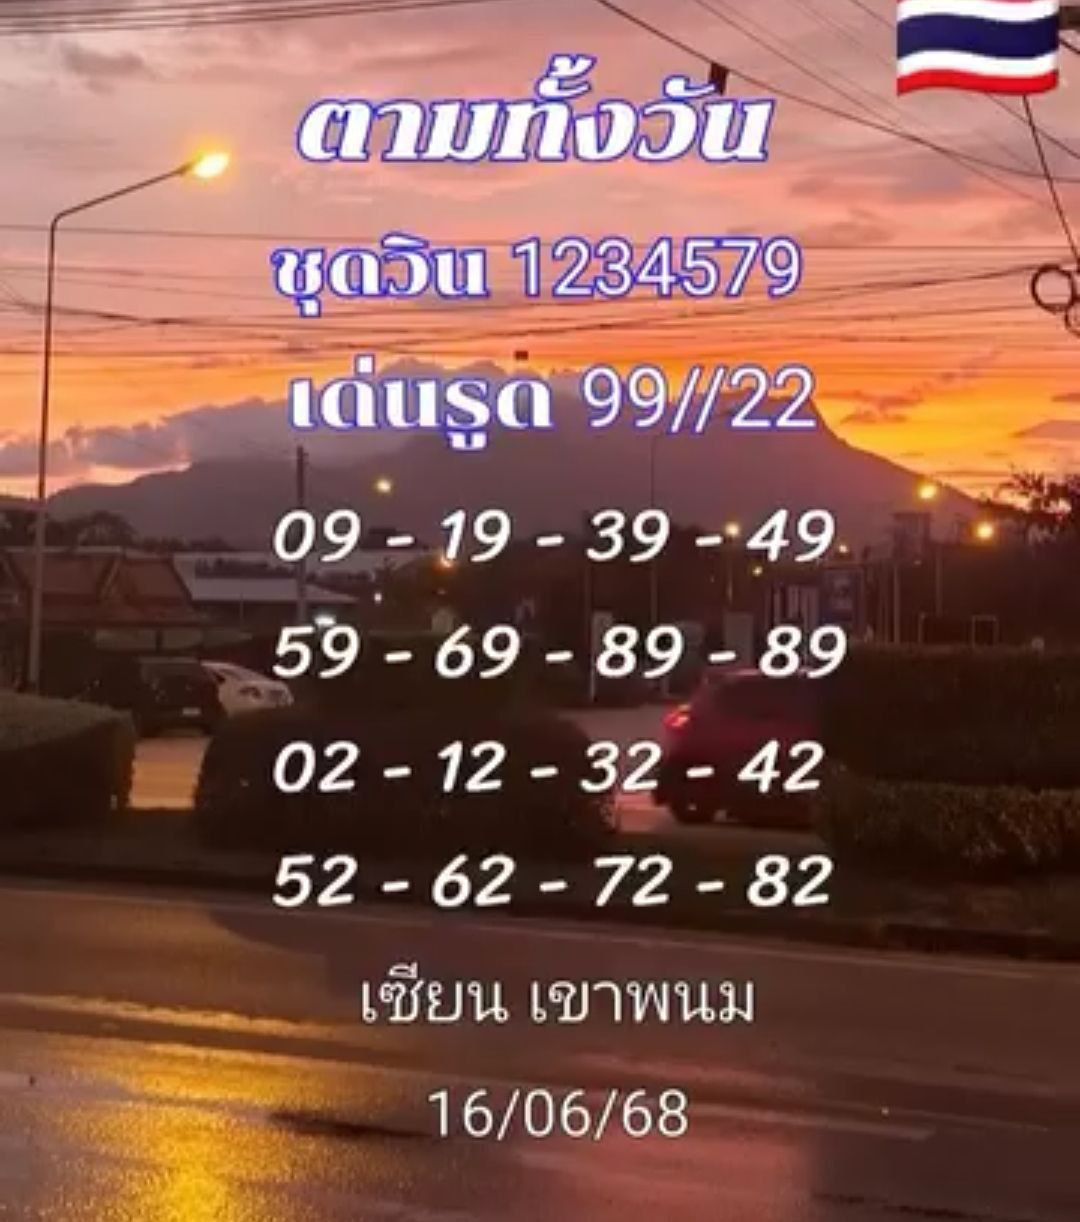 ตามทั้งวัน
ชุดวิน 1234579
เด่นรูด 99//22
09 - 19 - 39 - 49
59 - 69 - 89 - 89
02 - 12 - 32 - 42
52 - 62 - 72 - 82
เซียน เขาพนม
16/06/68